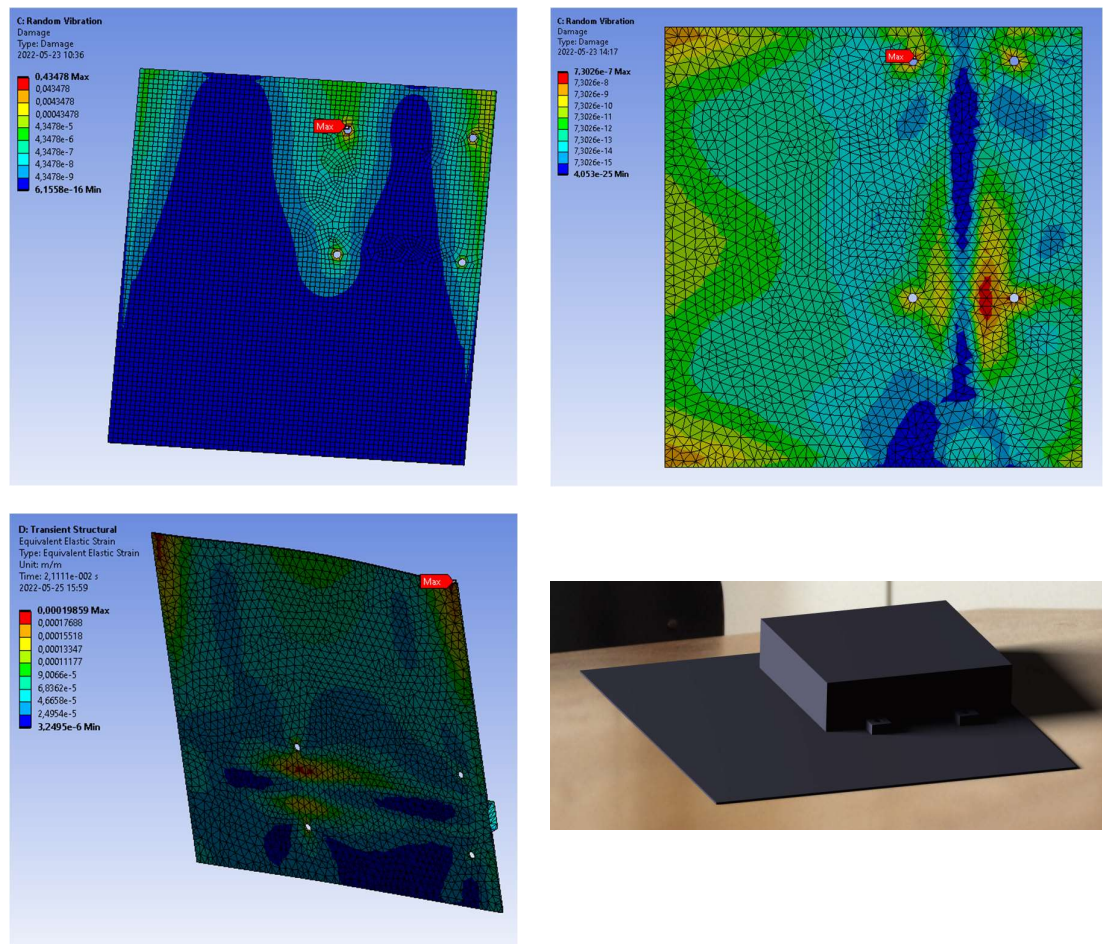 C: Random Vibration
Damage
Type: Damage
2022-05-23 10:36
0,43478 Max
0,043478
0,0043478
0,00043478
4,3478e-5
4,3478e-6
4,3478e-7
4,3478e-8
4,3478e-9
6,1558e-16 Min
Max
C: Random Vibration
Damage
Type: Damage
2022-05-23 14:17
7,3026e-7 Max
7,3026e-8
7,3026e-9
7,3026e-10
7,3026e-11
7,3026e-12
7,3026e-13
7,3026e-14
7,3026e-15
4,053e-25 Min
Max
D: Transient Structural
Equivalent Elastic Strain
Type: Equivalent Elastic Strain
Unit: m/m
Time: 2,1111e-002 s
2022-05-25 15:59
0,00019859 Max
0,00017688
0,00015518
0,00013347
0,00011177
9,0066e-5
6,8362e-5
4,6658e-5
2,4954e-5
3,2495e-6 Min
Max